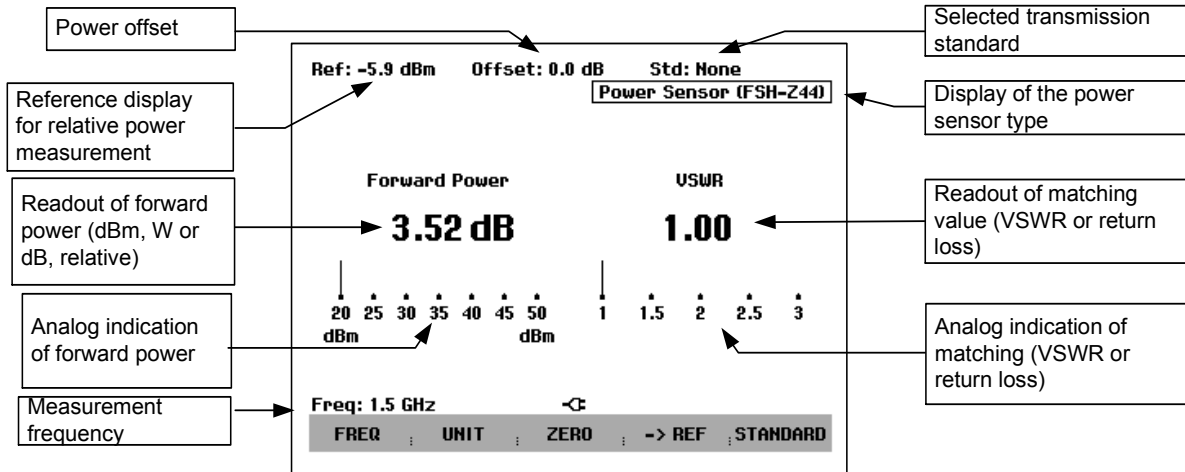 Power offset
Selected transmission
standard
Ref: -5.9 dBm Offset: 0.0 dB Std: None
Power Sensor (FSH-Z44)
Reference display
for relative power
measurement
Display of the power
sensor type
Forward Power VSWR
Readout of forward
power (dBm, W or
dB, relative)
3.52 dB 1.00
Readout of matching
value (VSWR or return
loss)
20 25 30 35 40 45 50
dBm dBm
1 1.5 2 2.5 3
Analog indication
of forward power
Analog indication of
matching (VSWR or
return loss)
Measurement
frequency
Freq: 1.5 GHz
FREQ UNIT ZERO -> REF STANDARD